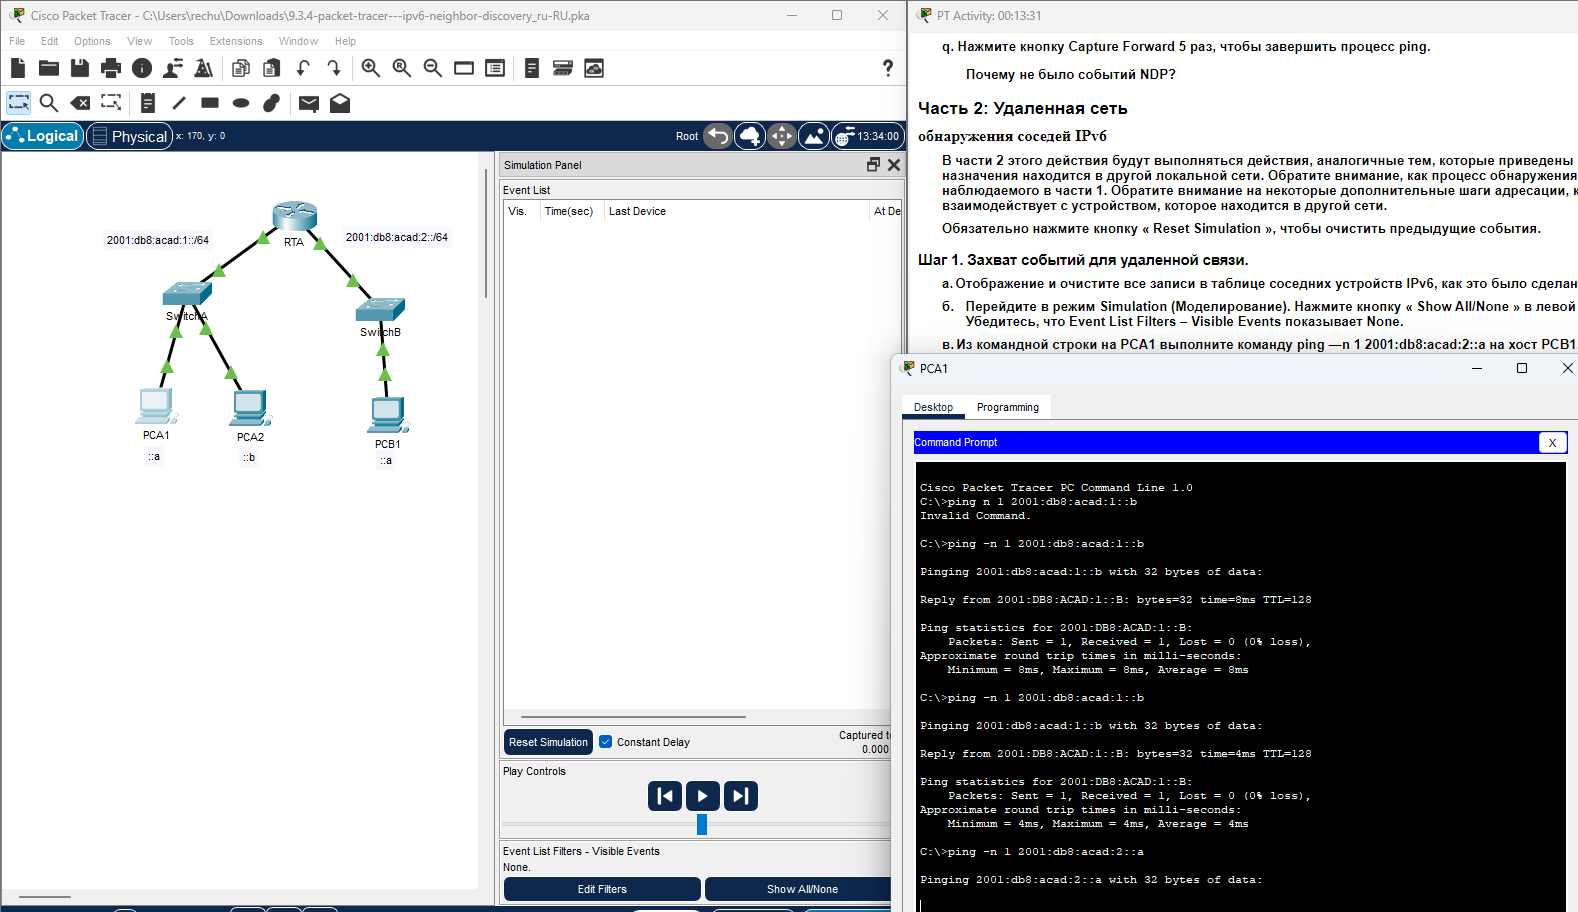 Cisco Packet Tracer - C:\Users\rechu\Downloads\9.3.4-packet-tracer---ipv6-neighbor-discovery_ru-RU.pka
File Edit Options View Tools Extensions Window Help
Logical Physical x: 170, y: 0 Root 13:34:00
2001:db8:acad:1::/64
2001:db8:acad:2::/64
RTA
SwitchA
SwitchB
PCA1
::a
PCA2
::b
PCB1
::a
Simulation Panel
Event List
Vis. Time(sec) Last Device At De
Reset Simulation Constant Delay Captured to
0.000
Play Controls
Event List Filters - Visible Events
None.
Edit Filters Show All/None
PT Activity: 00:13:31
q. Нажмите кнопку Capture Forward 5 раз, чтобы завершить процесс ping.
Почему не было событий NDP?
Часть 2: Удаленная сеть
обнаружения соседей IPv6
В части 2 этого действия будут выполняться действия, аналогичные тем, которые приведены
назначения находится в другой локальной сети. Обратите внимание, как процесс обнаружения
наблюдаемого в части 1. Обратите внимание на некоторые дополнительные шаги адресации, к
взаимодействует с устройством, которое находится в другой сети.
Обязательно нажмите кнопку « Reset Simulation », чтобы очистить предыдущие события.
Шаг 1. Захват событий для удаленной связи.
а. Отображение и очистите все записи в таблице соседних устройств IPv6, как это было сделан
б. Перейдите в режим Simulation (Моделирование). Нажмите кнопку « Show All/None » в левой
Убедитесь, что Event List Filters – Visible Events показывает None.
в. Из командной строки на PCA1 выполните команду ping —n 1 2001:db8:acad:2::a на хост PCB1.
PCA1
Desktop Programming
Command Prompt X
Cisco Packet Tracer PC Command Line 1.0
C:\>ping n 1 2001:db8:acad:1::b
Invalid Command.
C:\>ping -n 1 2001:db8:acad:1::b
Pinging 2001:db8:acad:1::b with 32 bytes of data:
Reply from 2001:DB8:ACAD:1::B: bytes=32 time=8ms TTL=128
Ping statistics for 2001:DB8:ACAD:1::B:
Packets: Sent = 1, Received = 1, Lost = 0 (0% loss),
Approximate round trip times in milli-seconds:
Minimum = 8ms, Maximum = 8ms, Average = 8ms
C:\>ping -n 1 2001:db8:acad:1::b
Pinging 2001:db8:acad:1::b with 32 bytes of data:
Reply from 2001:DB8:ACAD:1::B: bytes=32 time=4ms TTL=128
Ping statistics for 2001:DB8:ACAD:1::B:
Packets: Sent = 1, Received = 1, Lost = 0 (0% loss),
Approximate round trip times in milli-seconds:
Minimum = 4ms, Maximum = 4ms, Average = 4ms
C:\>ping -n 1 2001:db8:acad:2::a
Pinging 2001:db8:acad:2::a with 32 bytes of data: